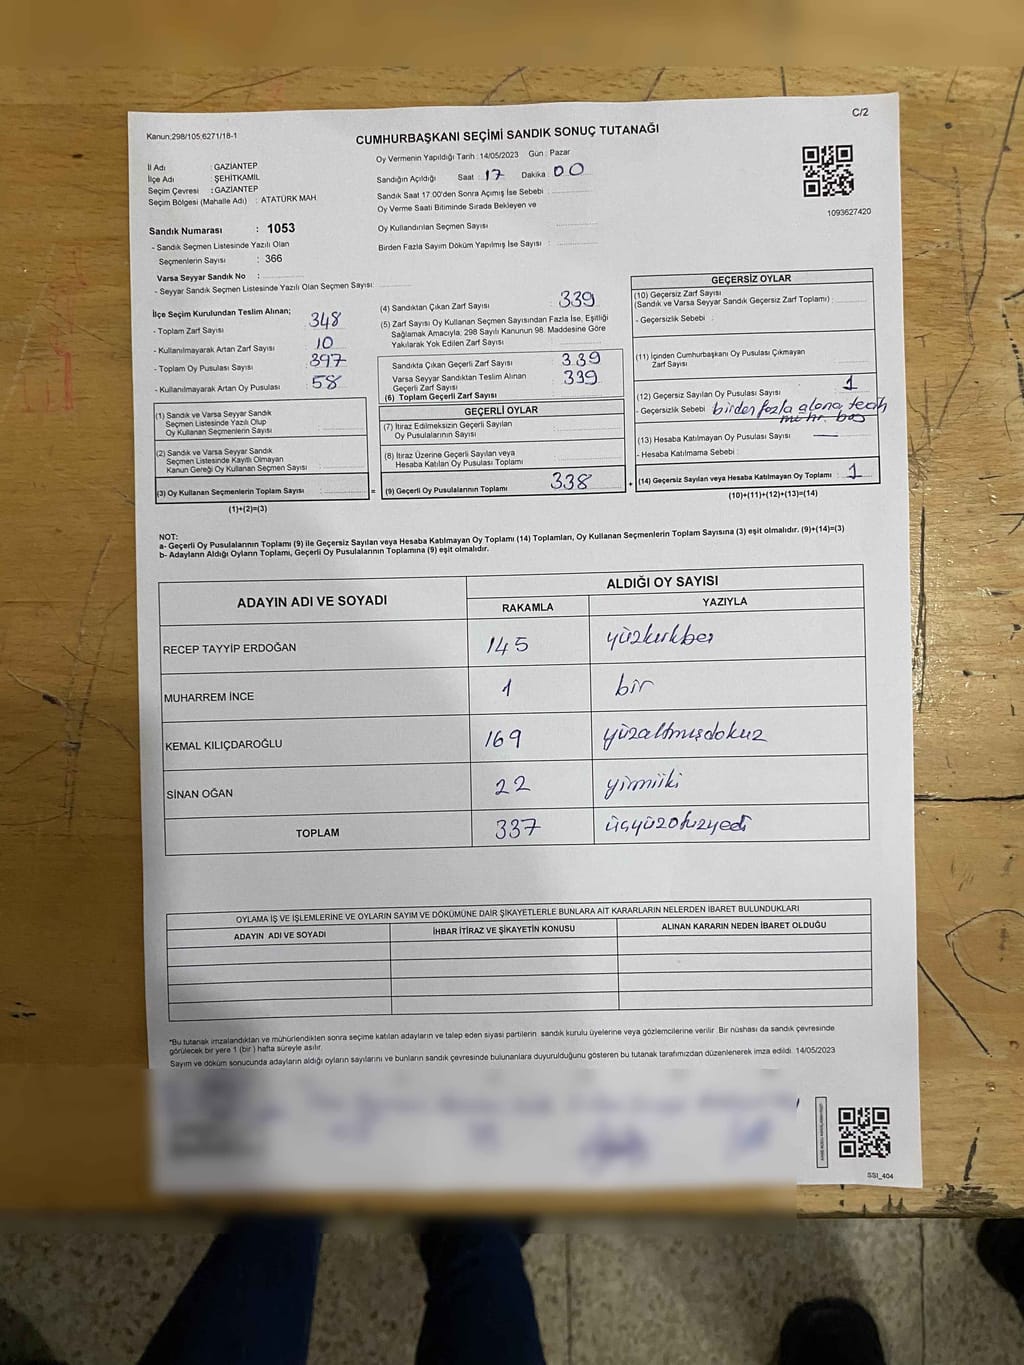 C/2
Kanun;298/105;6271/18-1
CUMHURBAŞKANI SEÇİMİ SANDIK SONUÇ TUTANAĞI
İl Adı : GAZİANTEP
İlçe Adı : ŞEHİTKAMİL
Seçim Çevresi : GAZİANTEP
Seçim Bölgesi (Mahalle Adı) : ATATÜRK MAH
Oy Vermenin Yapıldığı Tarih : 14/05/2023 Gün : Pazar
Sandığın Açıldığı Saat : 17 Dakika : 00
Sandık Saat 17:00'den Sonra Açımış İse Sebebi :
Oy Verme Saati Bitiminde Sırada Bekleyen ve
Oy Kullandırılan Seçmen Sayısı
Birden Fazla Sayım Döküm Yapılmış İse Sayısı :
1093627420
Sandık Numarası : 1053
- Sandık Seçmen Listesinde Yazılı Olan
Seçmenlerin Sayısı : 366
Varsa Seyyar Sandık No :
- Seyyar Sandık Seçmen Listesinde Yazılı Olan Seçmen Sayısı:
İlçe Seçim Kurulundan Teslim Alınan;
- Toplam Zarf Sayısı : 348
- Kullanılmayarak Artan Zarf Sayısı : 10
- Toplam Oy Pusulası Sayısı : 397
- Kullanılmayarak Artan Oy Pusulası : 58
(1) Sandık ve Varsa Seyyar Sandık
Seçmen Listesinde Yazılı Olup
Oy Kullanan Seçmenlerin Sayısı :
(2) Sandık ve Varsa Seyyar Sandık
Seçmen Listesinde Kayıtlı Olmayan
Kanun Gereği Oy Kullanan Seçmen Sayısı :
(3) Oy Kullanan Seçmenlerin Toplam Sayısı : =
(1)+(2)=(3)
(4) Sandıktan Çıkan Zarf Sayısı : 339
(5) Zarf Sayısı Oy Kullanan Seçmen Sayısından Fazla İse, Eşitliği
Sağlamak Amacıyla, 298 Sayılı Kanunun 98. Maddesine Göre
Yakılarak Yok Edilen Zarf Sayısı :
Sandıkta Çıkan Geçerli Zarf Sayısı : 339
Varsa Seyyar Sandıktan Teslim Alınan
Geçerli Zarf Sayısı : 339
(6) Toplam Geçerli Zarf Sayısı :
GEÇERLİ OYLAR
(7) İtiraz Edilmeksizin Geçerli Sayılan
Oy Pusulalarının Sayısı :
(8) İtiraz Üzerine Geçerli Sayılan veya
Hesaba Katılan Oy Pusulası Toplamı :
(9) Geçerli Oy Pusulalarının Toplamı : 338 +
GEÇERSİZ OYLAR
(10) Geçersiz Zarf Sayısı
(Sandık ve Varsa Seyyar Sandık Geçersiz Zarf Toplamı) :
- Geçersizlik Sebebi :
(11) İçinden Cumhurbaşkanı Oy Pusulası Çıkmayan
Zarf Sayısı :
(12) Geçersiz Sayılan Oy Pusulası Sayısı : 1
- Geçersizlik Sebebi : birden fazla alana
(13) Hesaba Katılmayan Oy Pusulası Sayısı : —
- Hesaba Katılmama Sebebi :
(14) Geçersiz Sayılan veya Hesaba Katılmayan Oy Toplamı : 1
(10)+(11)+(12)+(13)=(14)
NOT:
a- Geçerli Oy Pusulalarının Toplamı (9) ile Geçersiz Sayılan veya Hesaba Katılmayan Oy Toplamı (14) Toplamları, Oy Kullanan Seçmenlerin Toplam Sayısına (3) eşit olmalıdır. (9)+(14)=(3)
b- Adayların Aldığı Oyların Toplamı, Geçerli Oy Pusulalarının Toplamına (9) eşit olmalıdır.
ADAYIN ADI VE SOYADI
ALDIĞI OY SAYISI
RAKAMLA YAZIYLA
RECEP TAYYİP ERDOĞAN 145 yüzkırkbeş
MUHARREM İNCE 1 bir
KEMAL KILIÇDAROĞLU 169 yüzaltmışdokuz
SİNAN OĞAN 22 yirmiiki
TOPLAM 337 üçyüzotuzyedi
OYLAMA İŞ VE İŞLEMLERİNE VE OYLARIN SAYIM VE DÖKÜMÜNE DAİR ŞİKAYETLERLE BUNLARA AİT KARARLARIN NELERDEN İBARET BULUNDUKLARI
ADAYIN ADI VE SOYADI İHBAR İTİRAZ VE ŞİKAYETİN KONUSU ALINAN KARARIN NEDEN İBARET OLDUĞU
*Bu tutanak imzalandıktan ve mühürlendikten sonra seçime katılan adayların ve talep eden siyasi partilerin sandık kurulu üyelerine veya gözlemcilerine verilir. Bir nüshası da sandık çevresinde
görülecek bir yere 1 (bir ) hafta süreyle asılır.
Sayım ve döküm sonucunda adayların aldığı oyların sayılarını ve bunların sandık çevresinde bulunanlara duyurulduğunu gösteren bu tutanak tarafımızdan düzenlenerek imza edildi. 14/05/2023
SSI_404